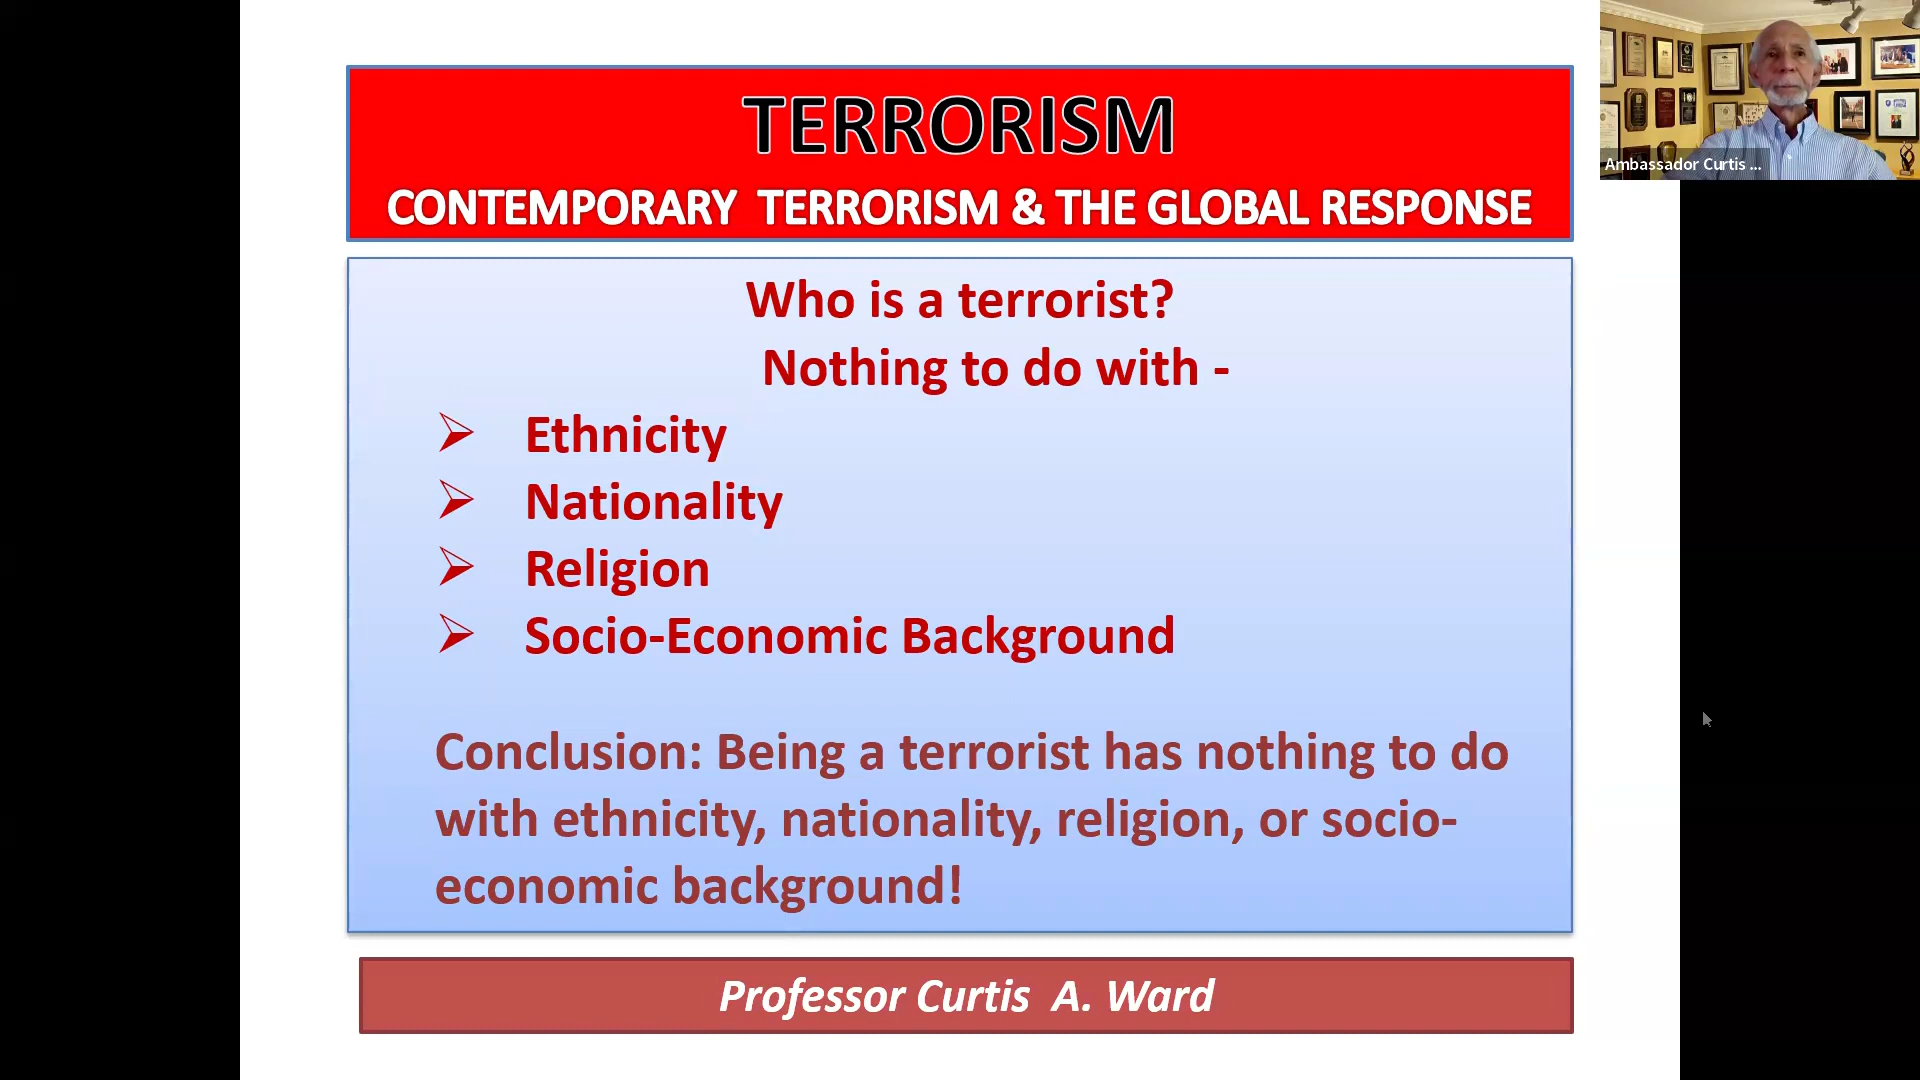 TERRORISM
CONTEMPORARY TERRORISM & THE GLOBAL RESPONSE
Ambassador Curtis ...
Who is a terrorist?
Nothing to do with -
Ethnicity
Nationality
Religion
Socio-Economic Background
Conclusion: Being a terrorist has nothing to do
with ethnicity, nationality, religion, or socio-
economic background!
Professor Curtis A. Ward